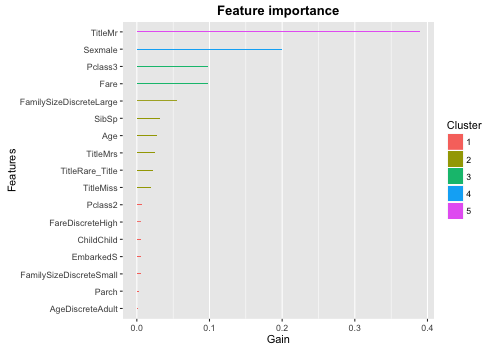 Feature importance
Features
TitleMr
Sexmale
Pclass3
Fare
FamilySizeDiscreteLarge
SibSp
Age
TitleMrs
TitleRare_Title
TitleMiss
Pclass2
FareDiscreteHigh
ChildChild
EmbarkedS
FamilySizeDiscreteSmall
Parch
AgeDiscreteAdult
0.0 0.1 0.2 0.3 0.4
Gain
Cluster
1
2
3
4
5